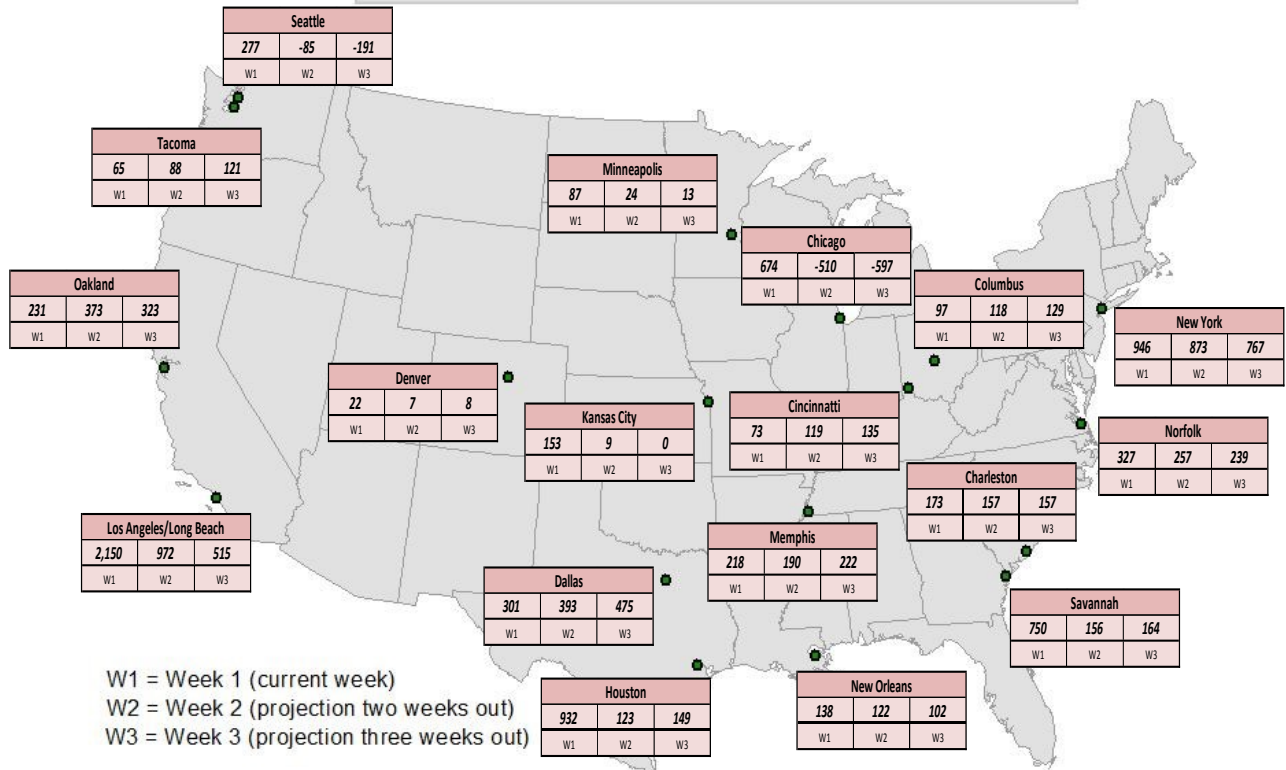 Seattle
277 -85 -191
W1 W2 W3
Tacoma
65 88 121
W1 W2 W3
Minneapolis
87 24 13
W1 W2 W3
Chicago
674 -510 -597
W1 W2 W3
Oakland
231 373 323
W1 W2 W3
Columbus
97 118 129
W1 W2 W3
New York
946 873 767
W1 W2 W3
Denver
22 7 8
W1 W2 W3
Kansas City
153 9 0
W1 W2 W3
Cincinnatti
73 119 135
W1 W2 W3
Norfolk
327 257 239
W1 W2 W3
Charleston
173 157 157
W1 W2 W3
Los Angeles/Long Beach
2,150 972 515
W1 W2 W3
Memphis
218 190 222
W1 W2 W3
Dallas
301 393 475
W1 W2 W3
Savannah
750 156 164
W1 W2 W3
Houston
932 123 149
W1 W2 W3
New Orleans
138 122 102
W1 W2 W3
W1 = Week 1 (current week)
W2 = Week 2 (projection two weeks out)
W3 = Week 3 (projection three weeks out)